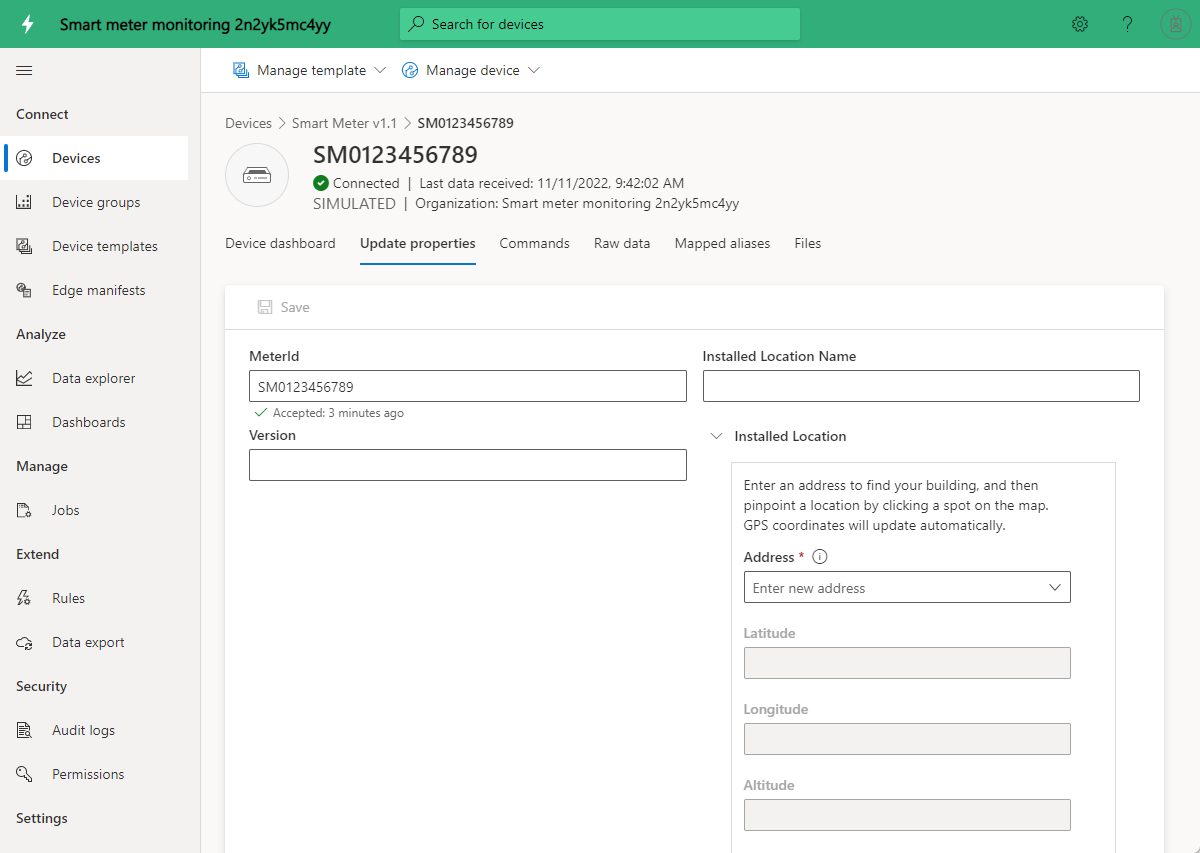 Smart meter monitoring 2n2yk5mc4yy
Search for devices
?
Connect
Devices
Device groups
Device templates
Edge manifests
Analyze
Data explorer
Dashboards
Manage
Jobs
Extend
Rules
Data export
Security
Audit logs
Permissions
Settings
Manage template
Manage device
Devices > Smart Meter v1.1 > SM0123456789
SM0123456789
Connected | Last data received: 11/11/2022, 9:42:02 AM
SIMULATED | Organization: Smart meter monitoring 2n2yk5mc4yy
Device dashboard
Update properties
Commands
Raw data
Mapped aliases
Files
Save
MeterId
SM0123456789
Accepted: 3 minutes ago
Version
Installed Location Name
Installed Location
Enter an address to find your building, and then
pinpoint a location by clicking a spot on the map.
GPS coordinates will update automatically.
Address *
Enter new address
Latitude
Longitude
Altitude